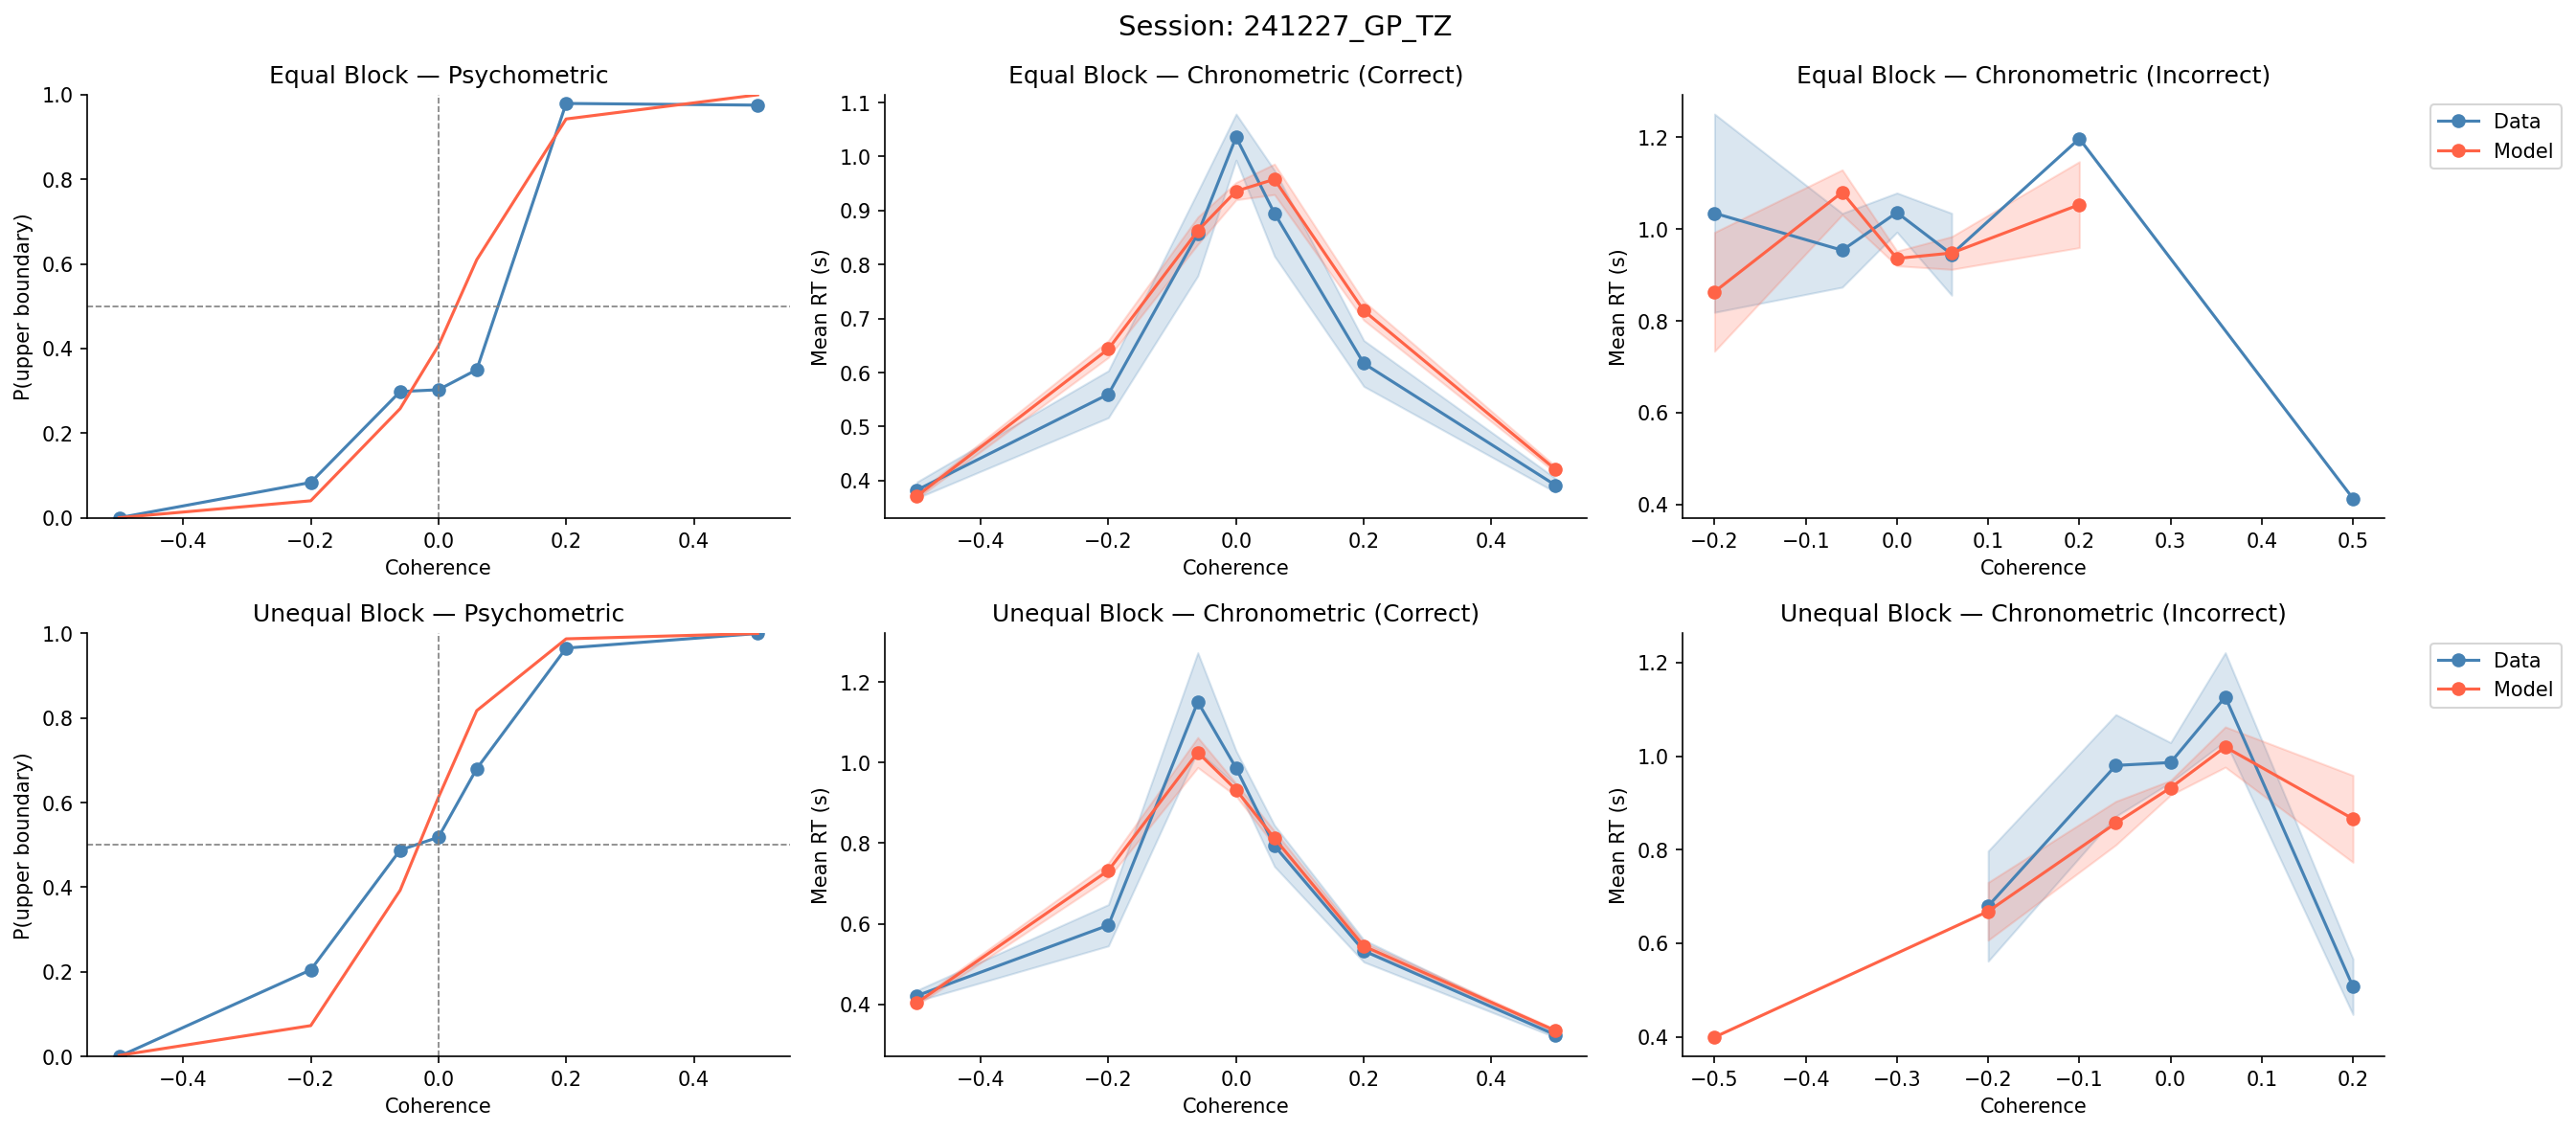 Session: 241227_GP_TZ
Equal Block — Psychometric
1.0
0.8
0.6
0.4
0.2
0.0
P(upper boundary)
−0.4 −0.2 0.0 0.2 0.4
Coherence
Equal Block — Chronometric (Correct)
1.1
1.0
0.9
0.8
0.7
0.6
0.5
0.4
Mean RT (s)
−0.4 −0.2 0.0 0.2 0.4
Coherence
Equal Block — Chronometric (Incorrect)
1.2
1.0
0.8
0.6
0.4
Mean RT (s)
−0.2 −0.1 0.0 0.1 0.2 0.3 0.4 0.5
Coherence
Data
Model
Unequal Block — Psychometric
1.0
0.8
0.6
0.4
0.2
0.0
P(upper boundary)
−0.4 −0.2 0.0 0.2 0.4
Coherence
Unequal Block — Chronometric (Correct)
1.2
1.0
0.8
0.6
0.4
Mean RT (s)
−0.4 −0.2 0.0 0.2 0.4
Coherence
Unequal Block — Chronometric (Incorrect)
1.2
1.0
0.8
0.6
0.4
Mean RT (s)
−0.5 −0.4 −0.3 −0.2 −0.1 0.0 0.1 0.2
Coherence
Data
Model